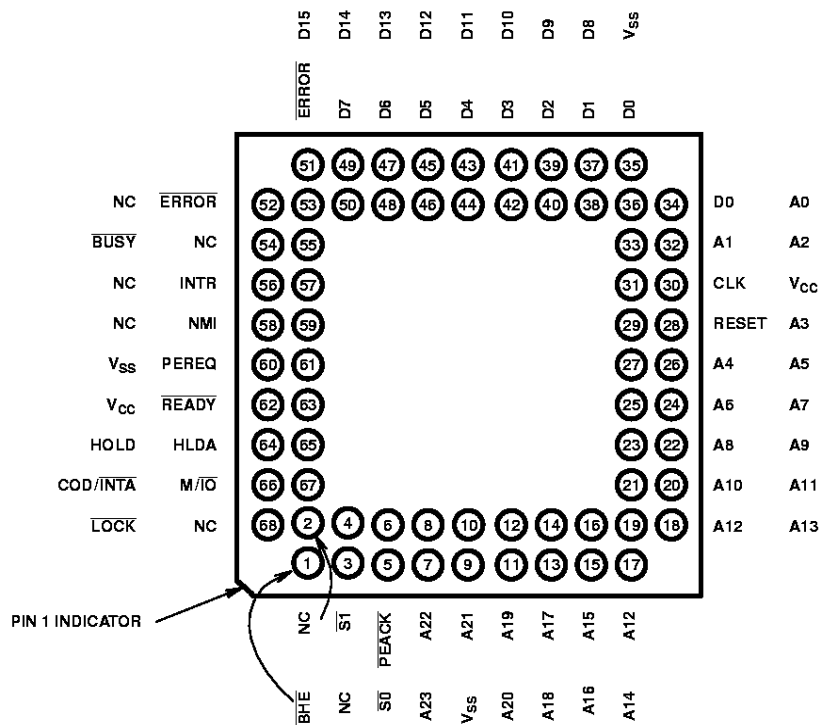 D15 D14 D13 D12 D11 D10 D9 D8 VSS
ERROR D7 D6 D5 D4 D3 D2 D1 D0
51 49 47 45 43 41 39 37 35
NC ERROR 52 53 50 48 46 44 42 40 38 36 34 D0 A0
BUSY NC 54 55 33 32 A1 A2
NC INTR 56 57 31 30 CLK VCC
NC NMI 58 59 29 28 RESET A3
VSS PEREQ 60 61 27 26 A4 A5
VCC READY 62 63 25 24 A6 A7
HOLD HLDA 64 65 23 22 A8 A9
COD/INTA M/IO 66 67 21 20 A10 A11
LOCK NC 68 2 4 6 8 10 12 14 16 19 18 A12 A13
1 3 5 7 9 11 13 15 17
PIN 1 INDICATOR
NC S1 PEACK A22 A21 A19 A17 A15 A12
BHE NC S0 A23 VSS A20 A18 A16 A14